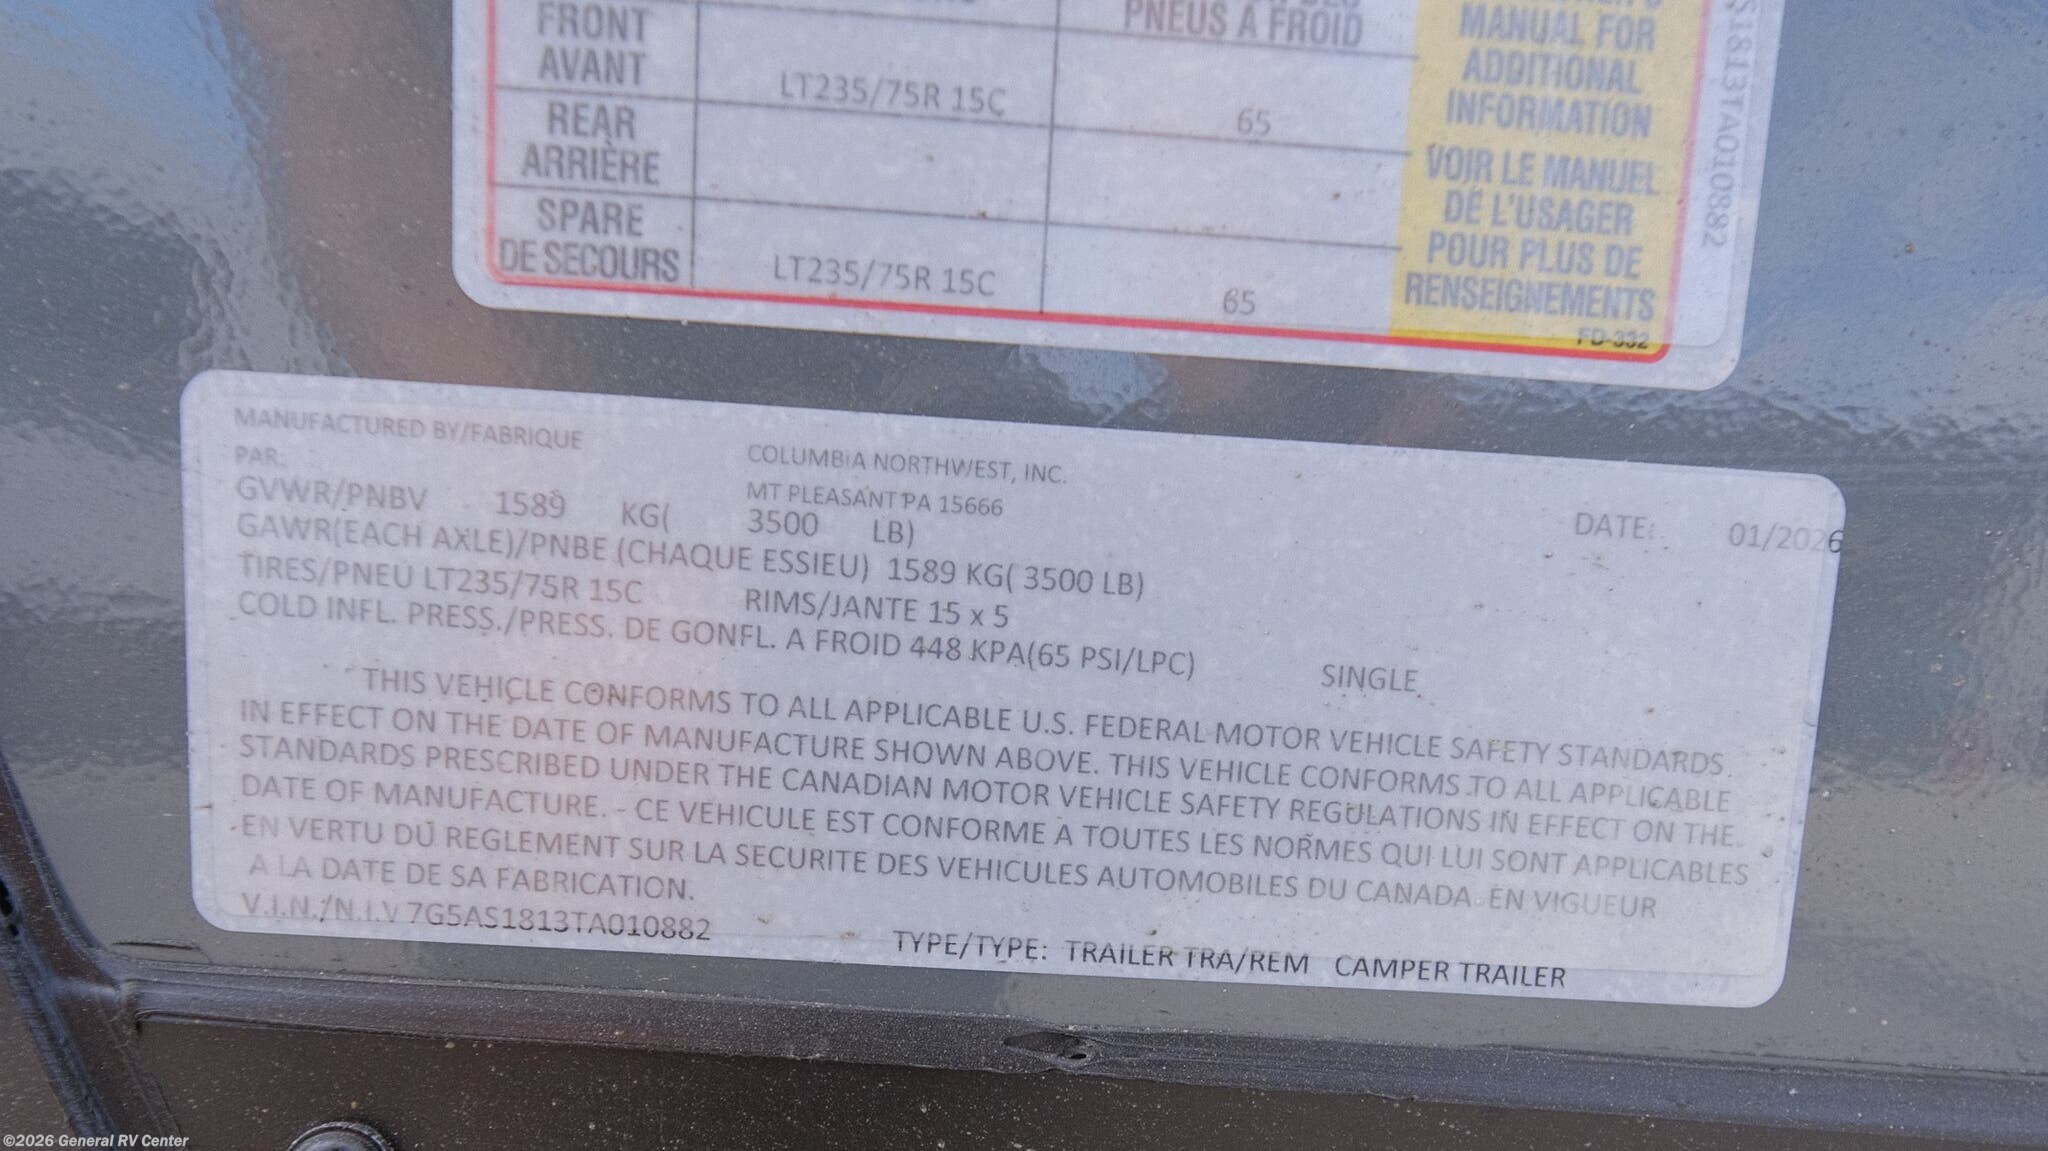 PNEUS À FROID
MANUAL FOR
ADDITIONAL
INFORMATION
FRONT
AVANT
LT235/75R 15C
65
REAR
ARRIÈRE
VOIR LE MANUEL
DE L'USAGER
POUR PLUS DE
RENSEIGNEMENTS
SPARE
DE SECOURS
LT235/75R 15C
65
FD-332
S1813TA010882
MANUFACTURED BY/FABRIQUE
PAR:
COLUMBIA NORTHWEST, INC.
MT PLEASANT PA 15666
GVWR/PNBV 1589 KG( 3500 LB)
DATE: 01/2026
GAWR(EACH AXLE)/PNBE (CHAQUE ESSIEU) 1589 KG( 3500 LB)
TIRES/PNEU LT235/75R 15C RIMS/JANTE 15 x 5
COLD INFL. PRESS./PRESS. DE GONFL. A FROID 448 KPA(65 PSI/LPC) SINGLE
THIS VEHICLE CONFORMS TO ALL APPLICABLE U.S. FEDERAL MOTOR VEHICLE SAFETY STANDARDS
IN EFFECT ON THE DATE OF MANUFACTURE SHOWN ABOVE. THIS VEHICLE CONFORMS TO ALL APPLICABLE
STANDARDS PRESCRIBED UNDER THE CANADIAN MOTOR VEHICLE SAFETY REGULATIONS IN EFFECT ON THE
DATE OF MANUFACTURE. - CE VEHICULE EST CONFORME A TOUTES LES NORMES QUI LUI SONT APPLICABLES
EN VERTU DU REGLEMENT SUR LA SECURITE DES VEHICULES AUTOMOBILES DU CANADA EN VIGUEUR
A LA DATE DE SA FABRICATION.
V.I.N./N.I.V 7G5AS1813TA010882 TYPE/TYPE: TRAILER TRA/REM CAMPER TRAILER
©2026 General RV Center